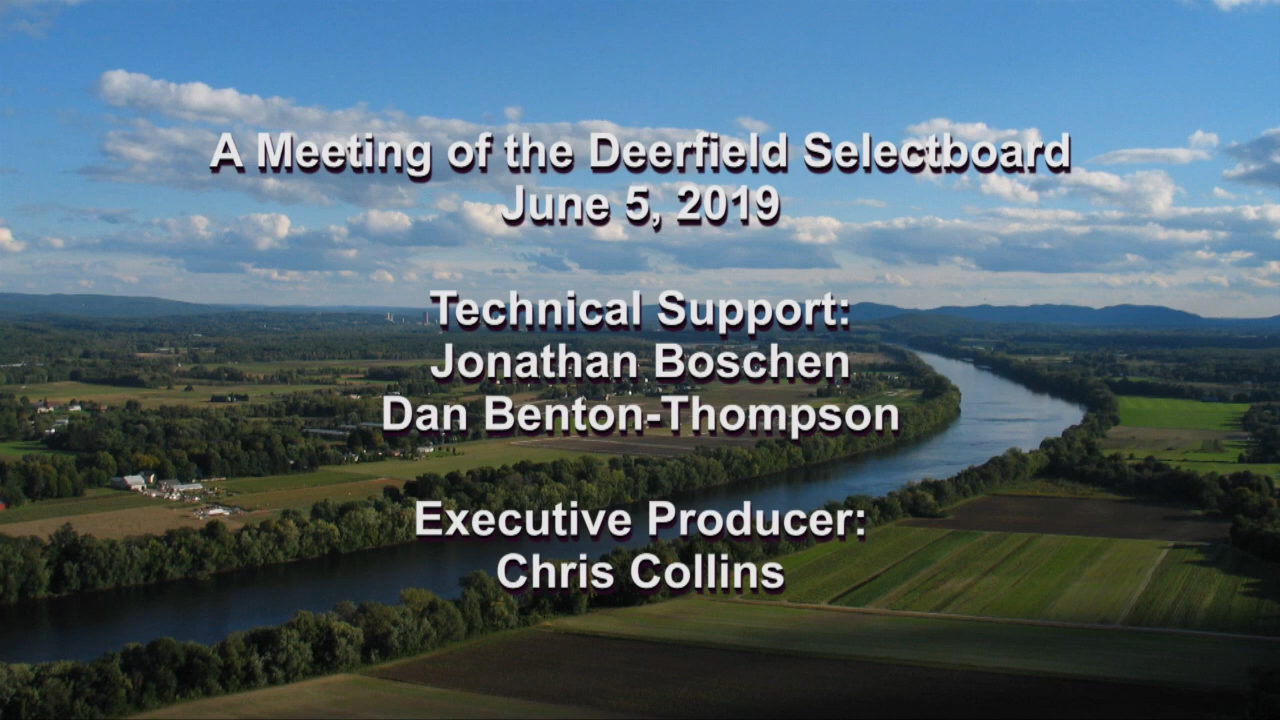 A Meeting of the Deerfield Selectboard
June 5, 2019
Technical Support:
Jonathan Boschen
Dan Benton-Thompson
Executive Producer:
Chris Collins